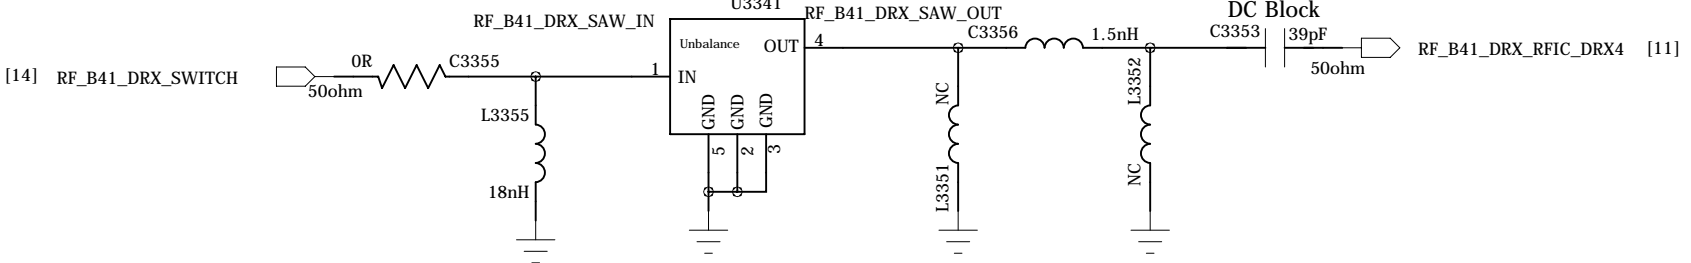 U3341
RF_B41_DRX_SAW_IN
RF_B41_DRX_SAW_OUT
DC Block
Unbalance
OUT
4
C3356
1.5nH
C3353
39pF
50ohm
RF_B41_DRX_RFIC_DRX4
[11]
[14]
RF_B41_DRX_SWITCH
50ohm
0R
C3355
1
IN
L3355
18nH
GND
GND
GND
5
2
3
NC
L3351
L3352
NC